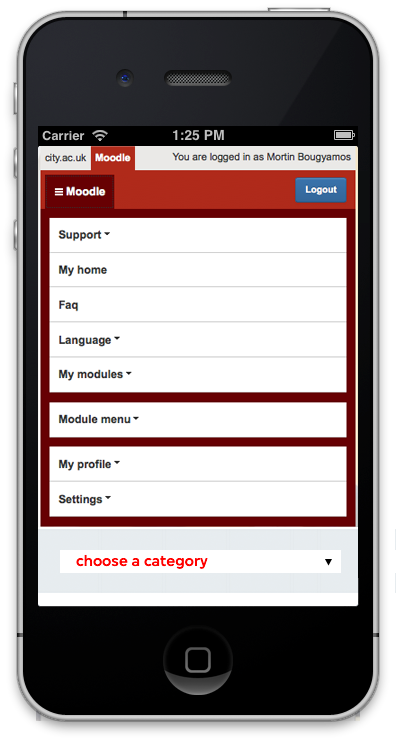 Carrier 1:25 PM
city.ac.uk Moodle You are logged in as Mortin Bougyamos
Moodle Logout
Support
My home
Faq
Language
My modules
Module menu
My profile
Settings
choose a category